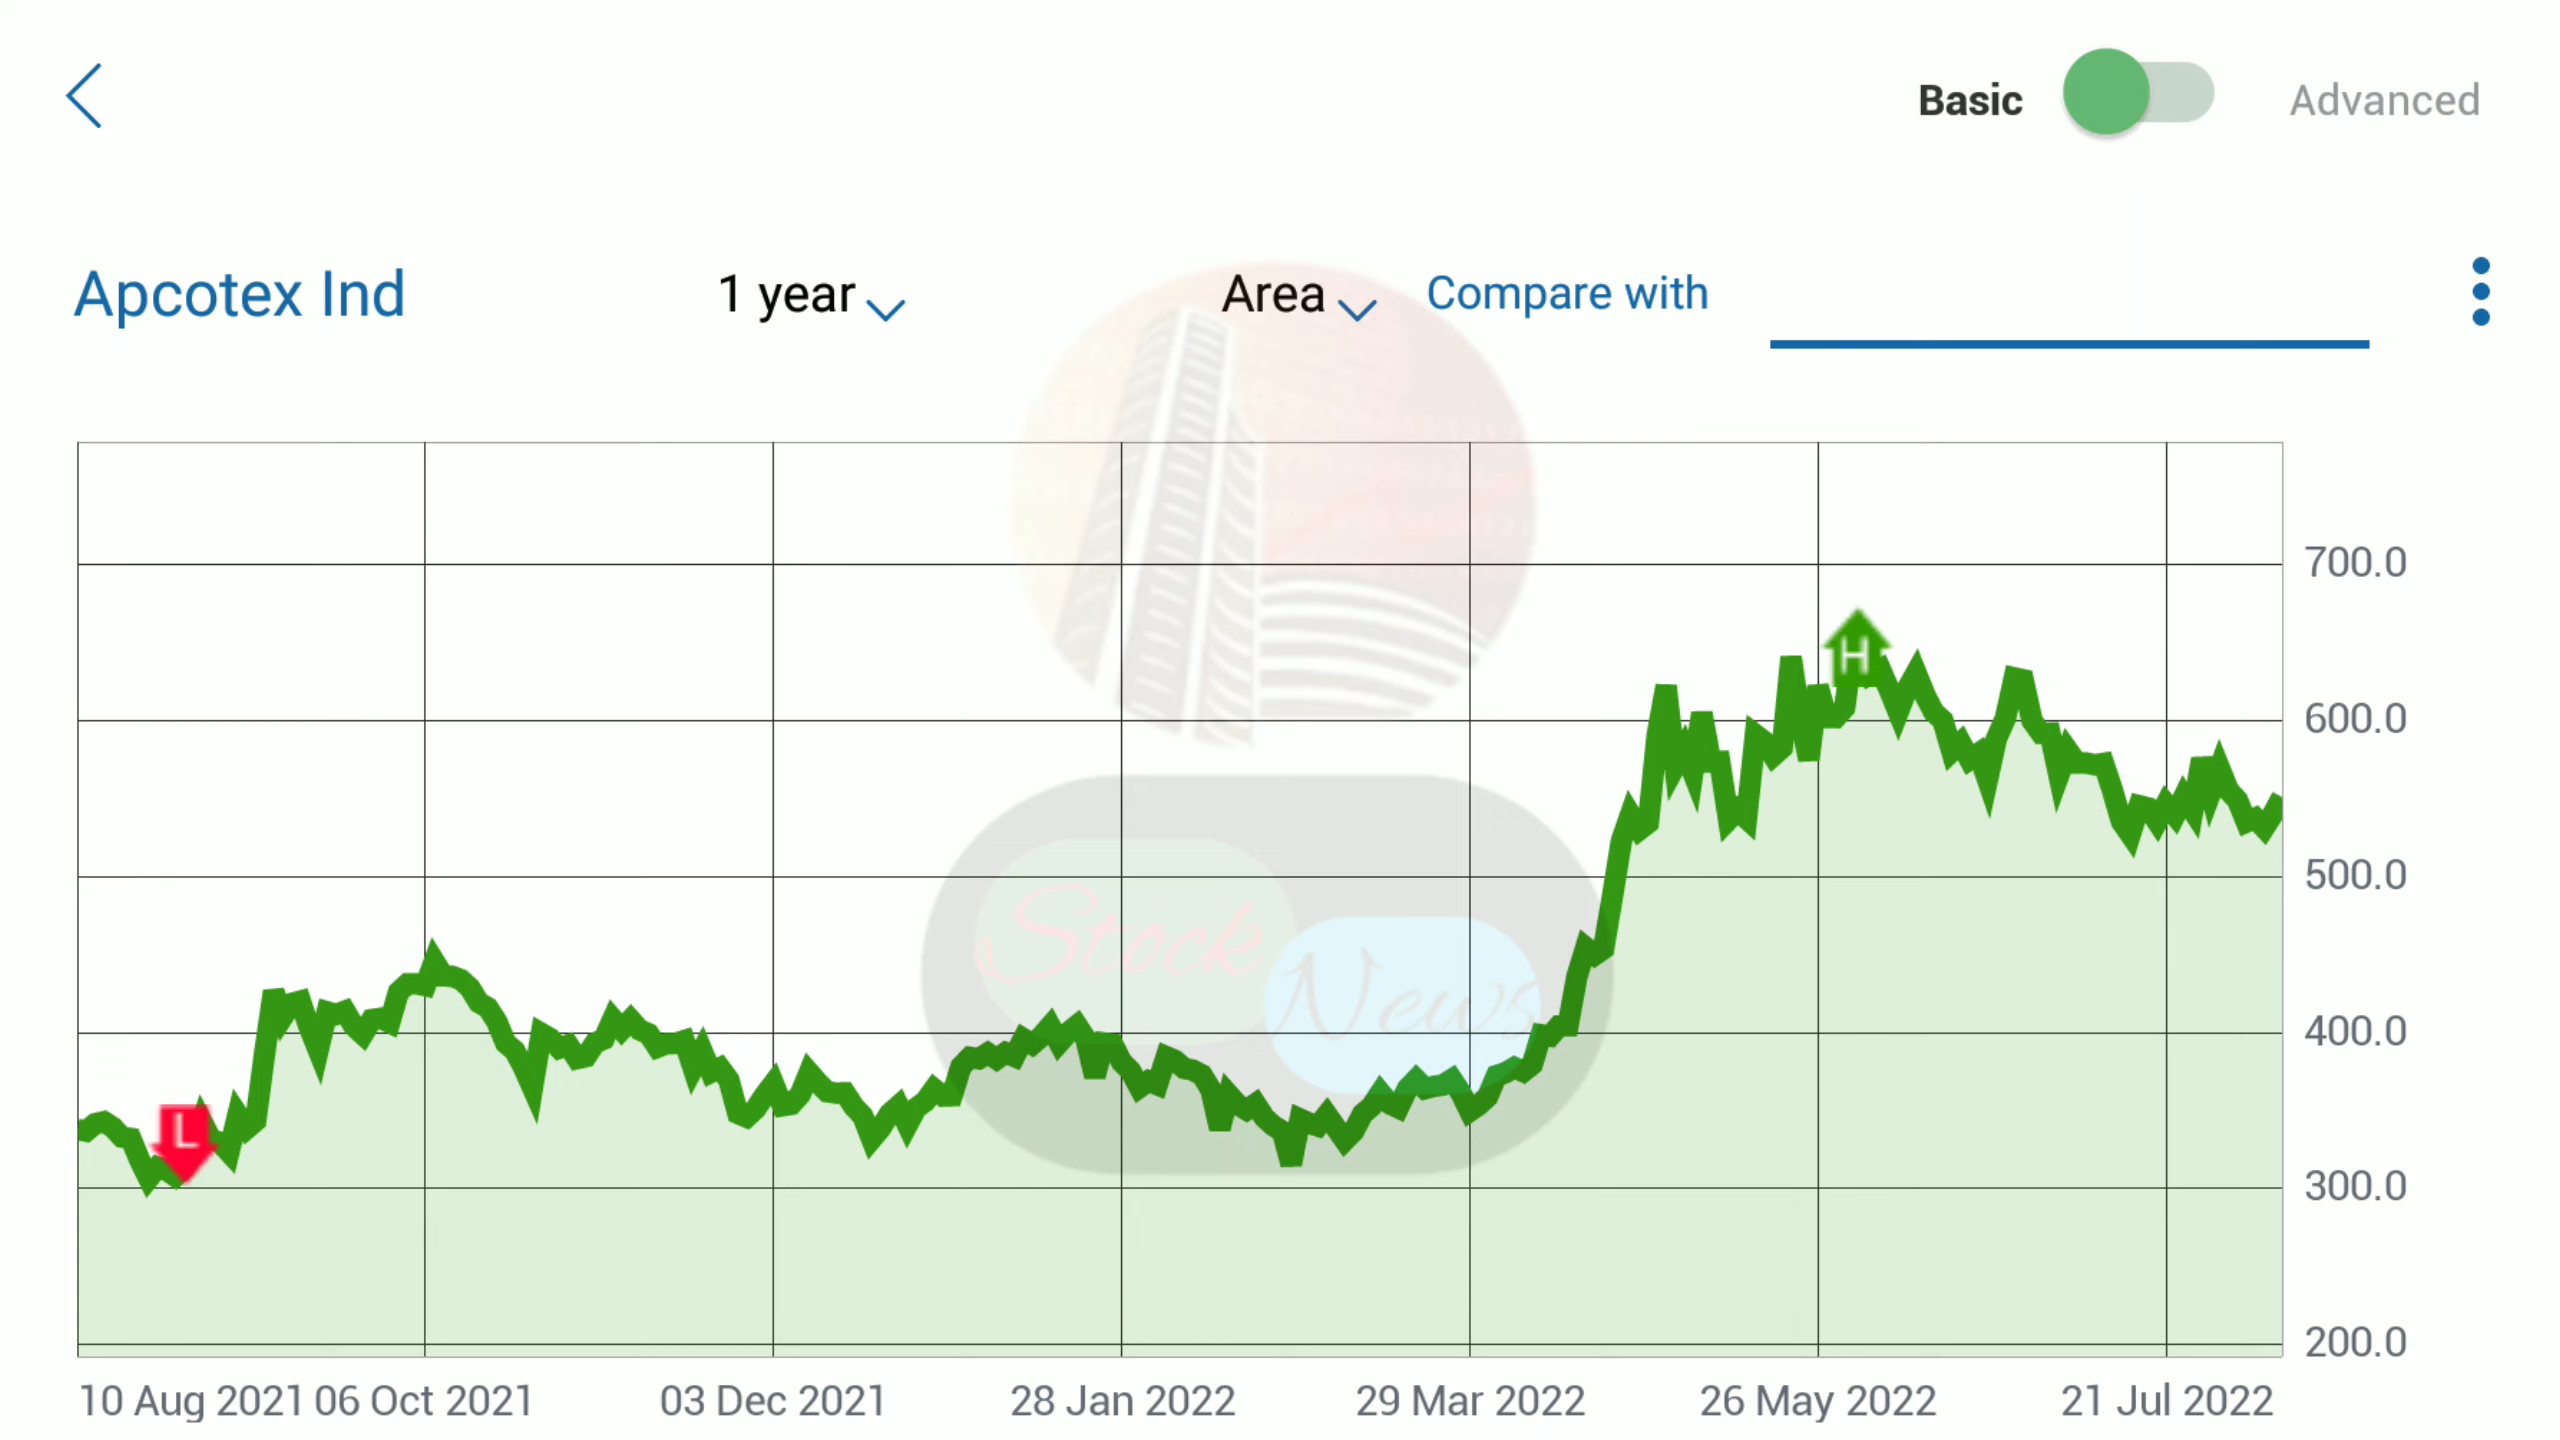 Basic Advanced
Apcotex Ind 1 year Area Compare with
700.0
H
600.0
500.0
Stock
News
400.0
L
300.0
200.0
10 Aug 2021 06 Oct 2021 03 Dec 2021 28 Jan 2022 29 Mar 2022 26 May 2022 21 Jul 2022